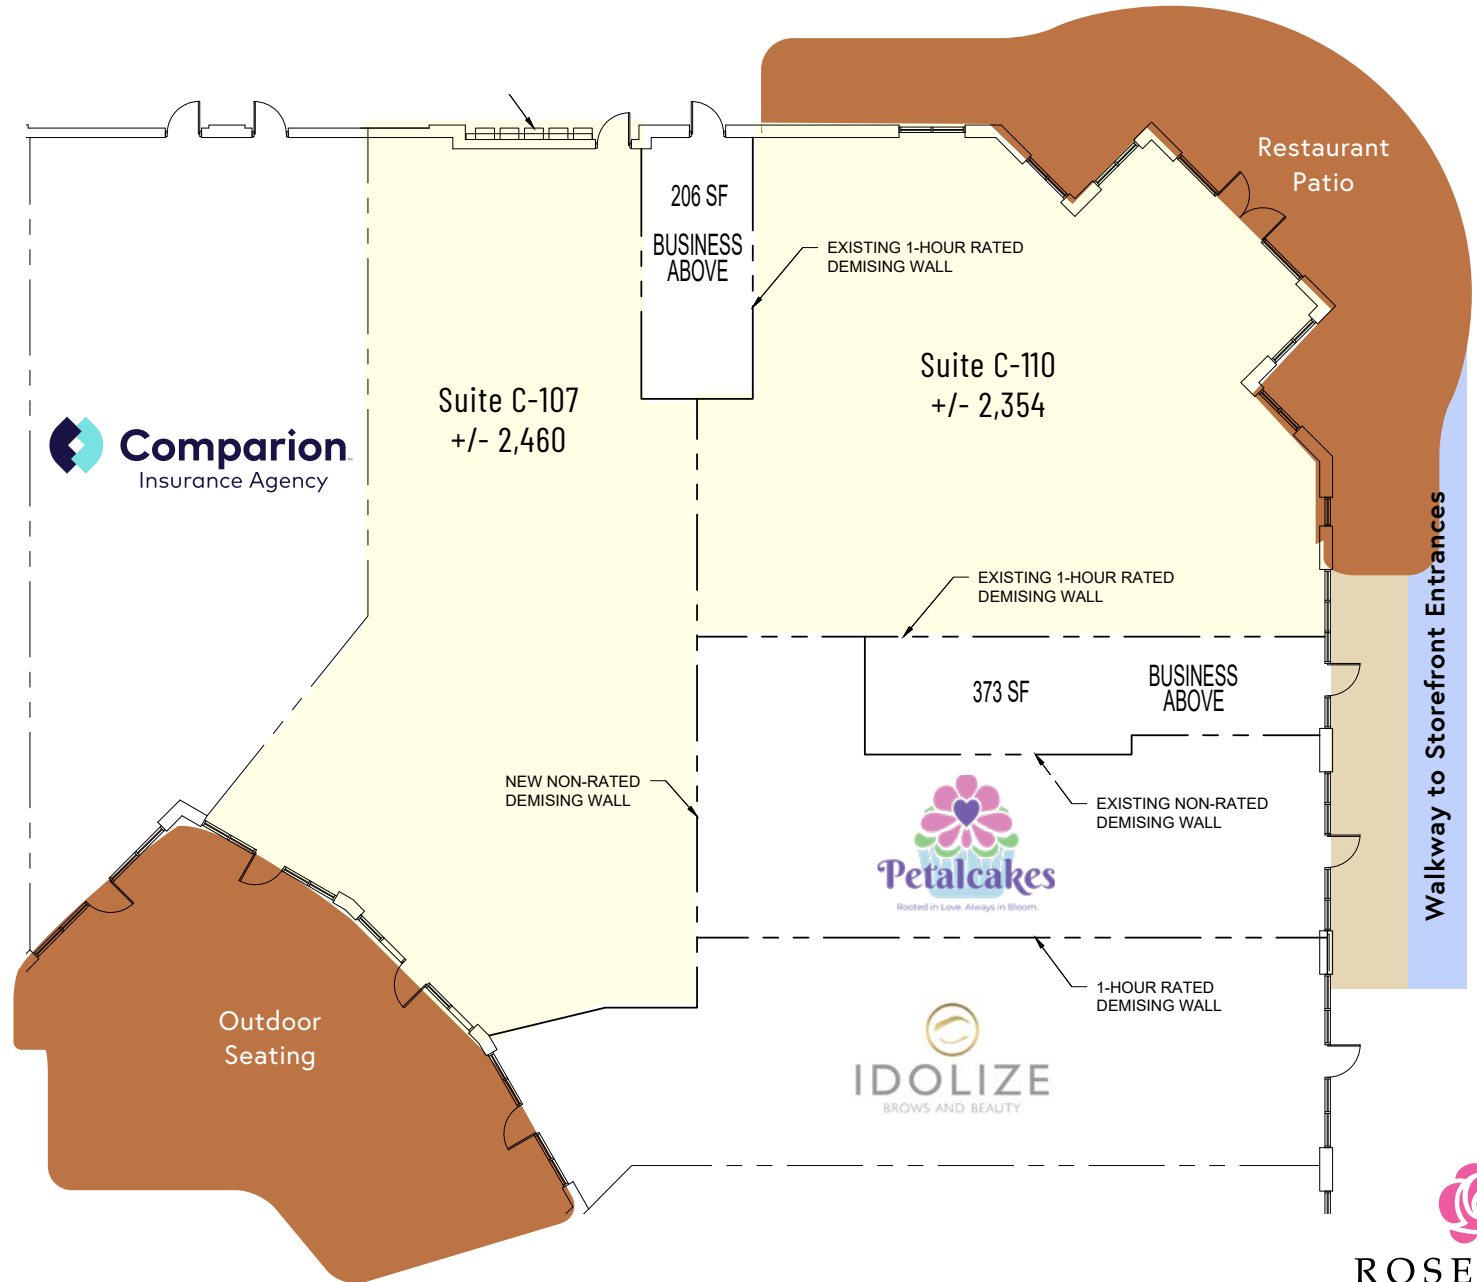 Restaurant
Patio
206 SF
BUSINESS
ABOVE
EXISTING 1-HOUR RATED
DEMISING WALL
Suite C-110
+/- 2,354
Suite C-107
+/- 2,460
Comparion
Insurance Agency
Walkway to Storefront Entrances
EXISTING 1-HOUR RATED
DEMISING WALL
373 SF
BUSINESS
ABOVE
NEW NON-RATED
DEMISING WALL
EXISTING NON-RATED
DEMISING WALL
Petalcakes
Rooted in Love. Always in Bloom.
1-HOUR RATED
DEMISING WALL
Outdoor
Seating
IDOLIZE
BROWS AND BEAUTY
ROSE